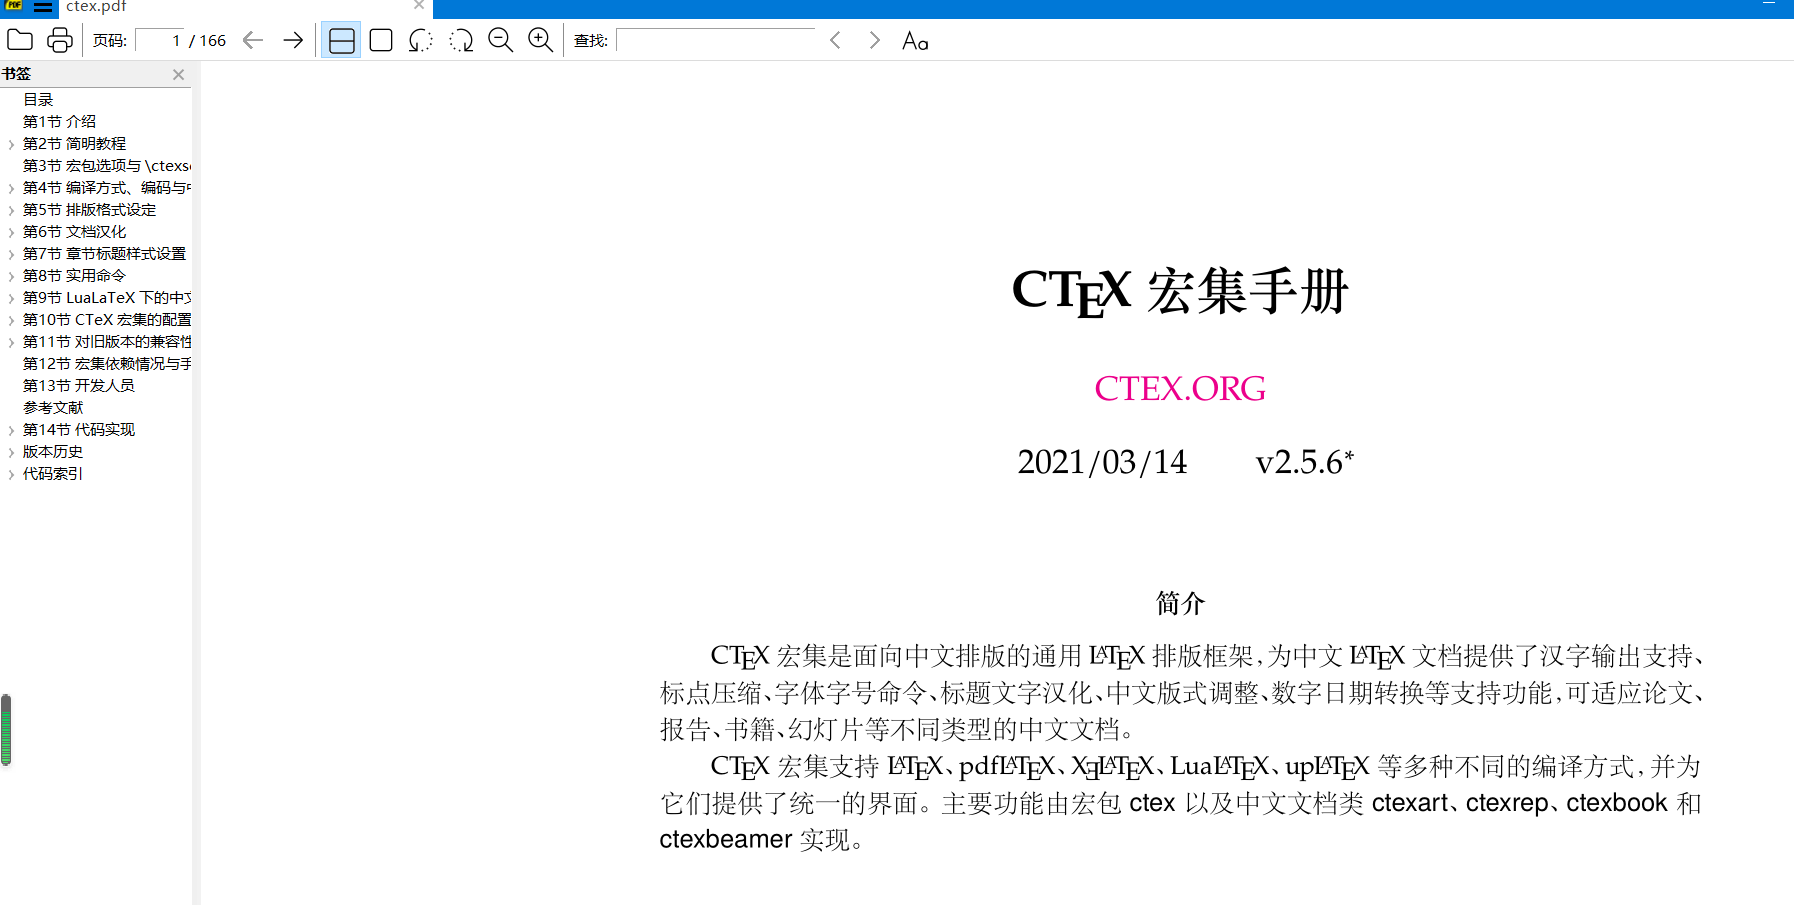 PDF
ctex.pdf
页码: 1 / 166 查找: Aa
书签
目录
第1节 介绍
第2节 简明教程
第3节 宏包选项与 \ctexs
第4节 编译方式、编码与
第5节 排版格式设定
第6节 文档汉化
第7节 章节标题样式设置
第8节 实用命令
第9节 LuaLaTeX 下的中文
第10节 CTeX 宏集的配置
第11节 对旧版本的兼容性
第12节 宏集依赖情况与手
第13节 开发人员
参考文献
第14节 代码实现
版本历史
代码索引
CTEX 宏集手册
CTEX.ORG
2021/03/14 v2.5.6*
简介
CTEX 宏集是面向中文排版的通用 LATEX 排版框架，为中文 LATEX 文档提供了汉字输出支持、
标点压缩、字体字号命令、标题文字汉化、中文版式调整、数字日期转换等支持功能，可适应论文、
报告、书籍、幻灯片等不同类型的中文文档。
CTEX 宏集支持 LATEX、pdfLATEX、XƎLATEX、LuaLATEX、upLATEX 等多种不同的编译方式，并为
它们提供了统一的界面。主要功能由宏包 ctex 以及中文文档类 ctexart、ctexrep、ctexbook 和
ctexbeamer 实现。